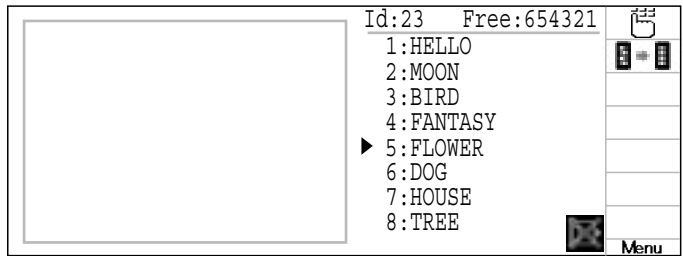 Id:23 Free:654321
1:HELLO
2:MOON
3:BIRD
4:FANTASY
5:FLOWER
6:DOG
7:HOUSE
8:TREE
Menu